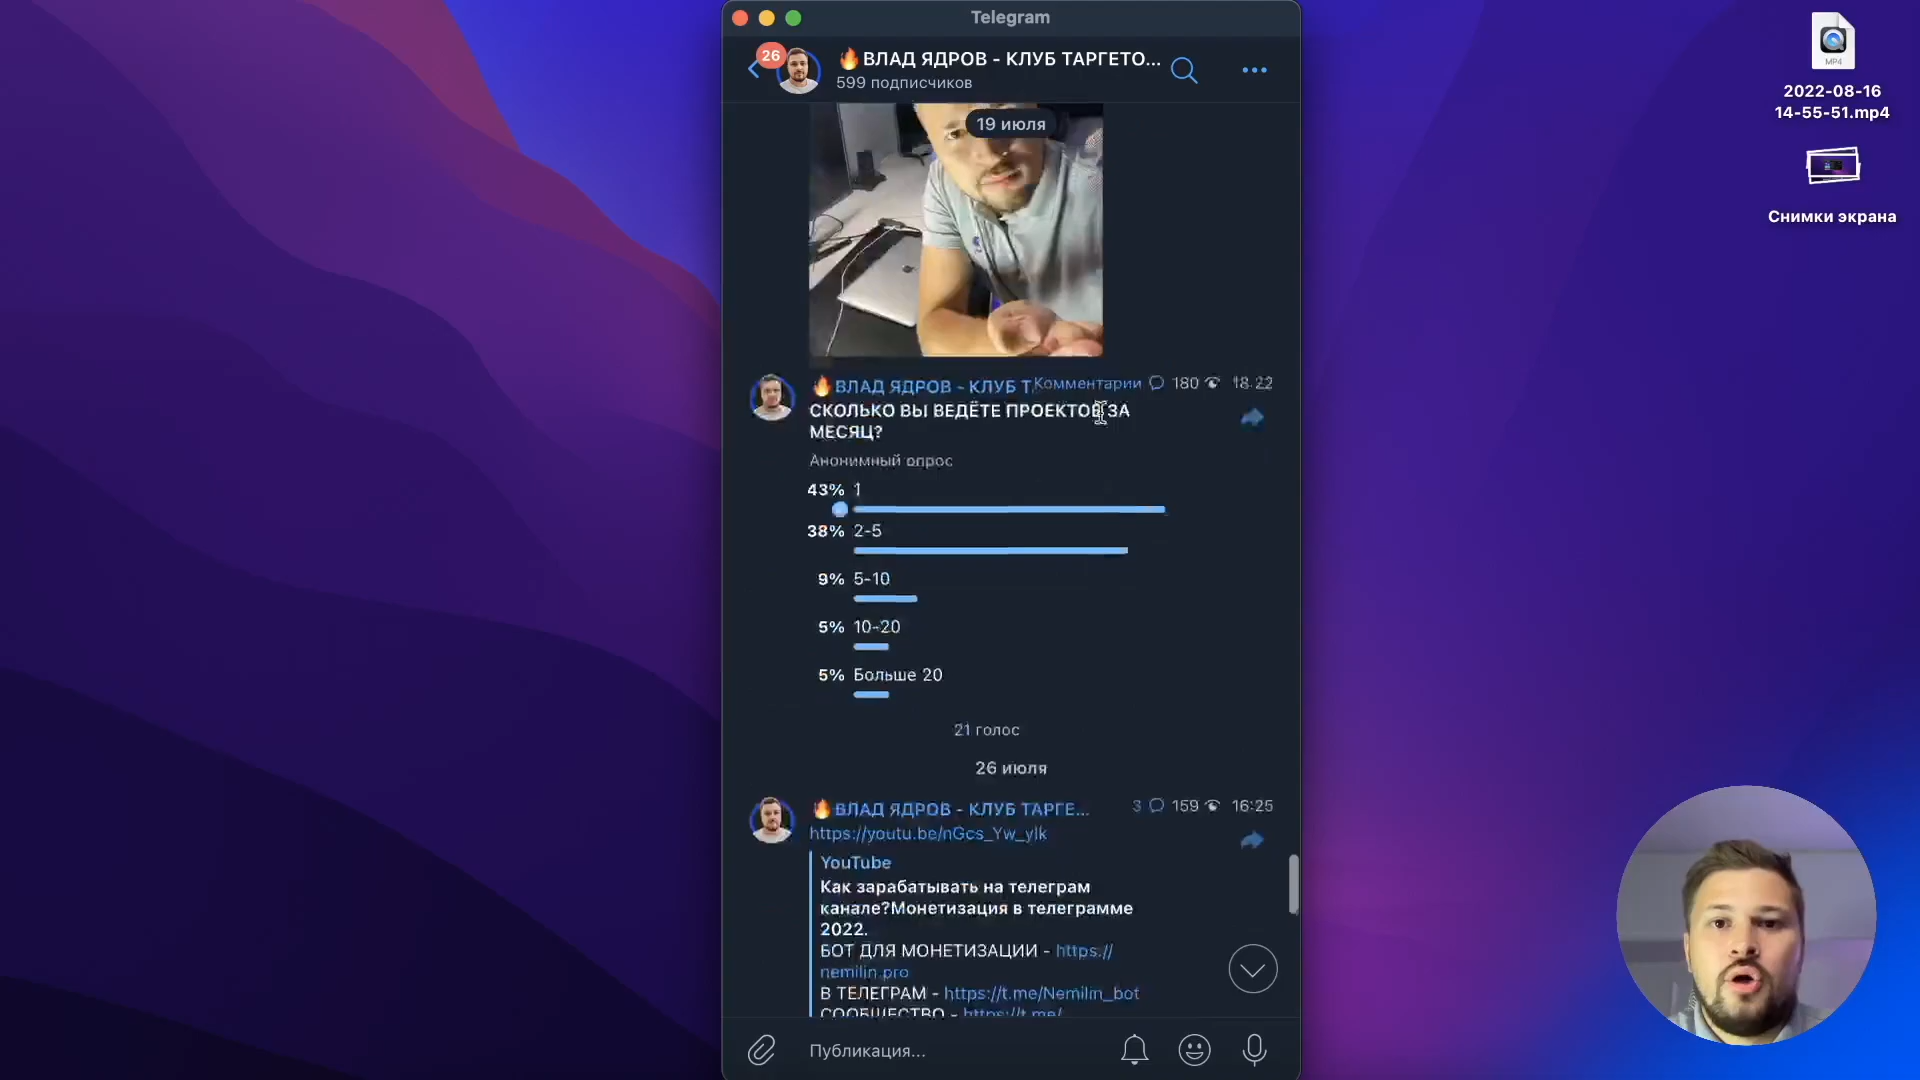 Telegram
26
🔥ВЛАД ЯДРОВ - КЛУБ ТАРГЕТО...
599 подписчиков
19 июля
🔥ВЛАД ЯДРОВ - КЛУБ Т. Комментарии 180 18:22
СКОЛЬКО ВЫ ВЕДЁТЕ ПРОЕКТОВ ЗА
МЕСЯЦ?
Анонимный опрос
43% 1
38% 2-5
9% 5-10
5% 10-20
5% Больше 20
21 голос
26 июля
🔥ВЛАД ЯДРОВ - КЛУБ ТАРГЕ... 3 159 16:25
https://youtu.be/nGcs_Yw_ylk
YouTube
Как зарабатывать на телеграм
канале?Монетизация в телеграмме
2022.
БОТ ДЛЯ МОНЕТИЗАЦИИ - https://
nemilin.pro
В ТЕЛЕГРАМ - https://t.me/Nemilin_bot
СООБЩЕСТВО - https://t.me/
Публикация...
MP4
2022-08-16
14-55-51.mp4
Снимки экрана